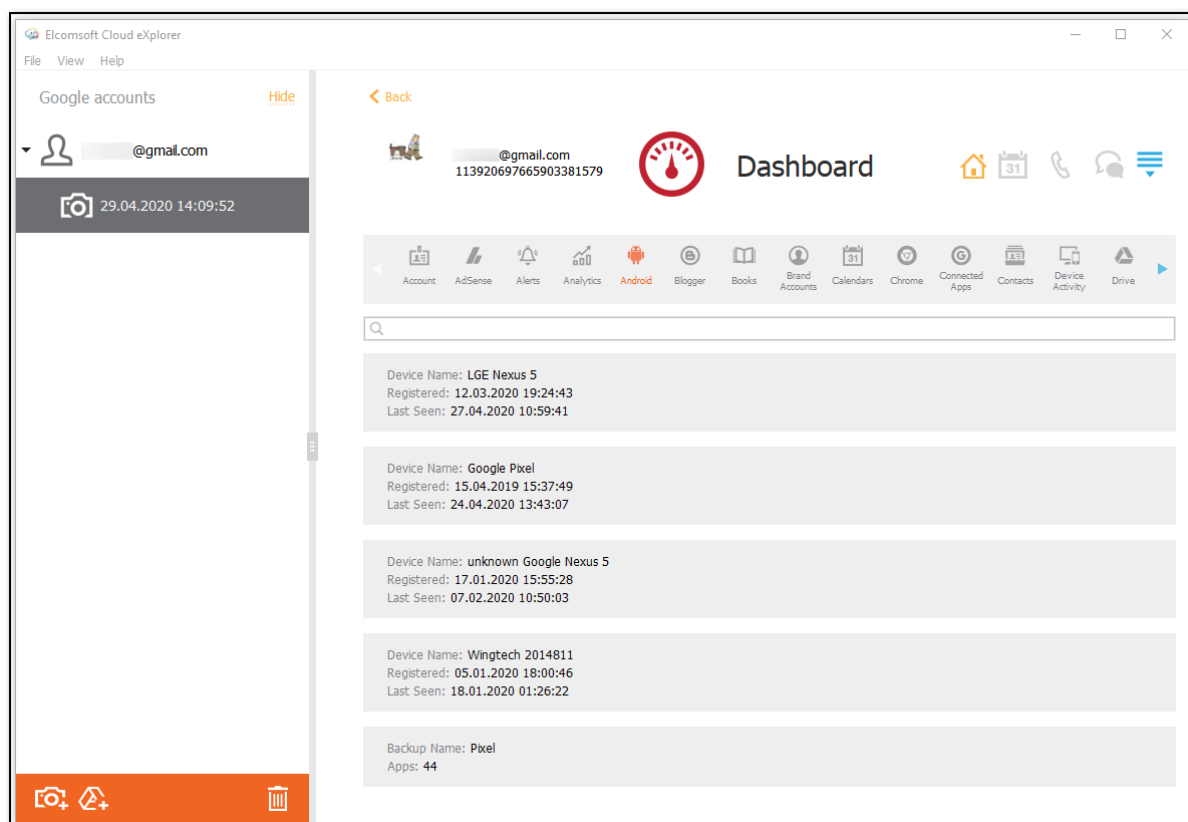 Elcomsoft Cloud eXplorer
File View Help
Google accounts Hide
@gmail.com
29.04.2020 14:09:52
Back
@gmail.com
113920697665903381579
Dashboard
31
Account AdSense Alerts Analytics Android Blogger Books Brand Accounts Calendars Chrome Connected Apps Contacts Device Activity Drive
Device Name: LGE Nexus 5
Registered: 12.03.2020 19:24:43
Last Seen: 27.04.2020 10:59:41
Device Name: Google Pixel
Registered: 15.04.2019 15:37:49
Last Seen: 24.04.2020 13:43:07
Device Name: unknown Google Nexus 5
Registered: 17.01.2020 15:55:28
Last Seen: 07.02.2020 10:50:03
Device Name: Wingtech 2014811
Registered: 05.01.2020 18:00:46
Last Seen: 18.01.2020 01:26:22
Backup Name: Pixel
Apps: 44